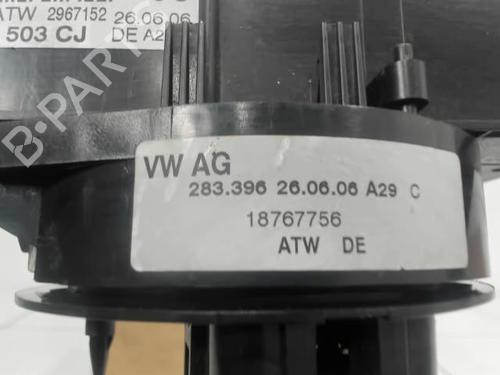 ATW 2967152 26.06.06
503 CJ DE A2
B-PARTS
VW AG
283.396 26.06.06 A29 C
18767756
ATW DE